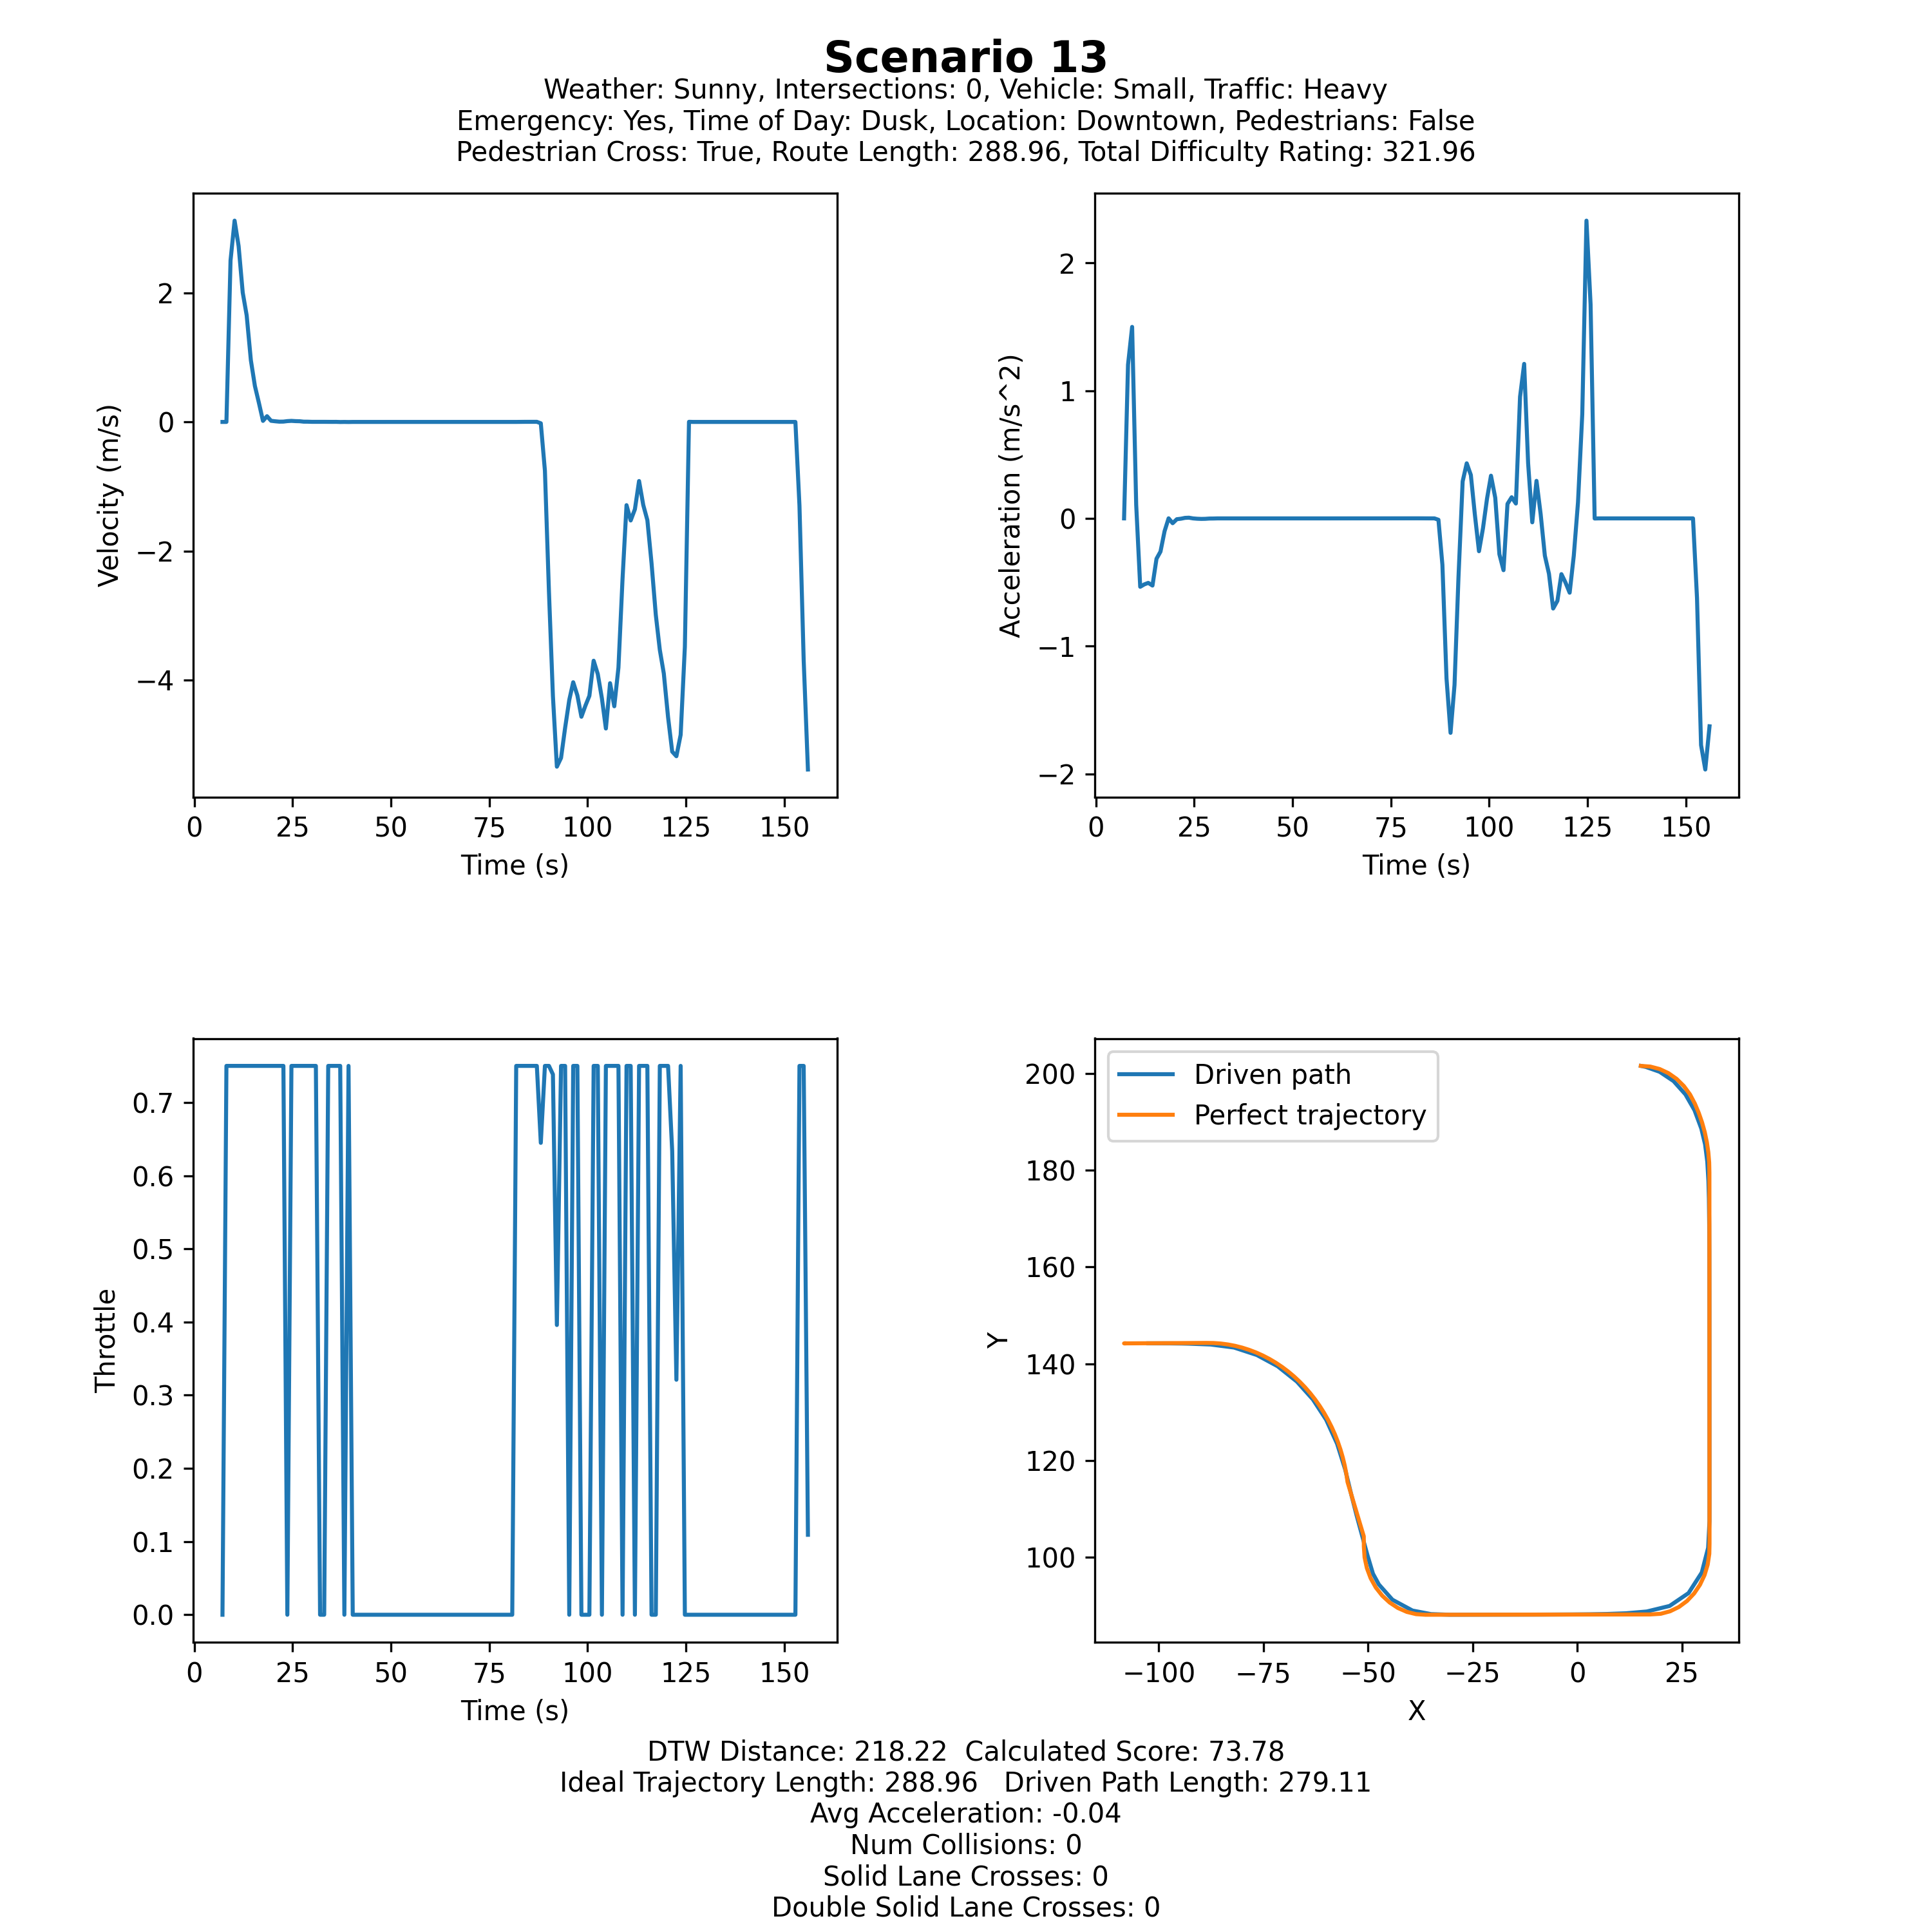 Scenario 13
Weather: Sunny, Intersections: 0, Vehicle: Small, Traffic: Heavy
Emergency: Yes, Time of Day: Dusk, Location: Downtown, Pedestrians: False
Pedestrian Cross: True, Route Length: 288.96, Total Difficulty Rating: 321.96
Velocity (m/s)
2
0
−2
−4
0 25 50 75 100 125 150
Time (s)
Acceleration (m/s^2)
2
1
0
−1
−2
0 25 50 75 100 125 150
Time (s)
Throttle
0.7
0.6
0.5
0.4
0.3
0.2
0.1
0.0
0 25 50 75 100 125 150
Time (s)
Driven path
Perfect trajectory
Y
200
180
160
140
120
100
−100 −75 −50 −25 0 25
X
DTW Distance: 218.22 Calculated Score: 73.78
Ideal Trajectory Length: 288.96 Driven Path Length: 279.11
Avg Acceleration: -0.04
Num Collisions: 0
Solid Lane Crosses: 0
Double Solid Lane Crosses: 0